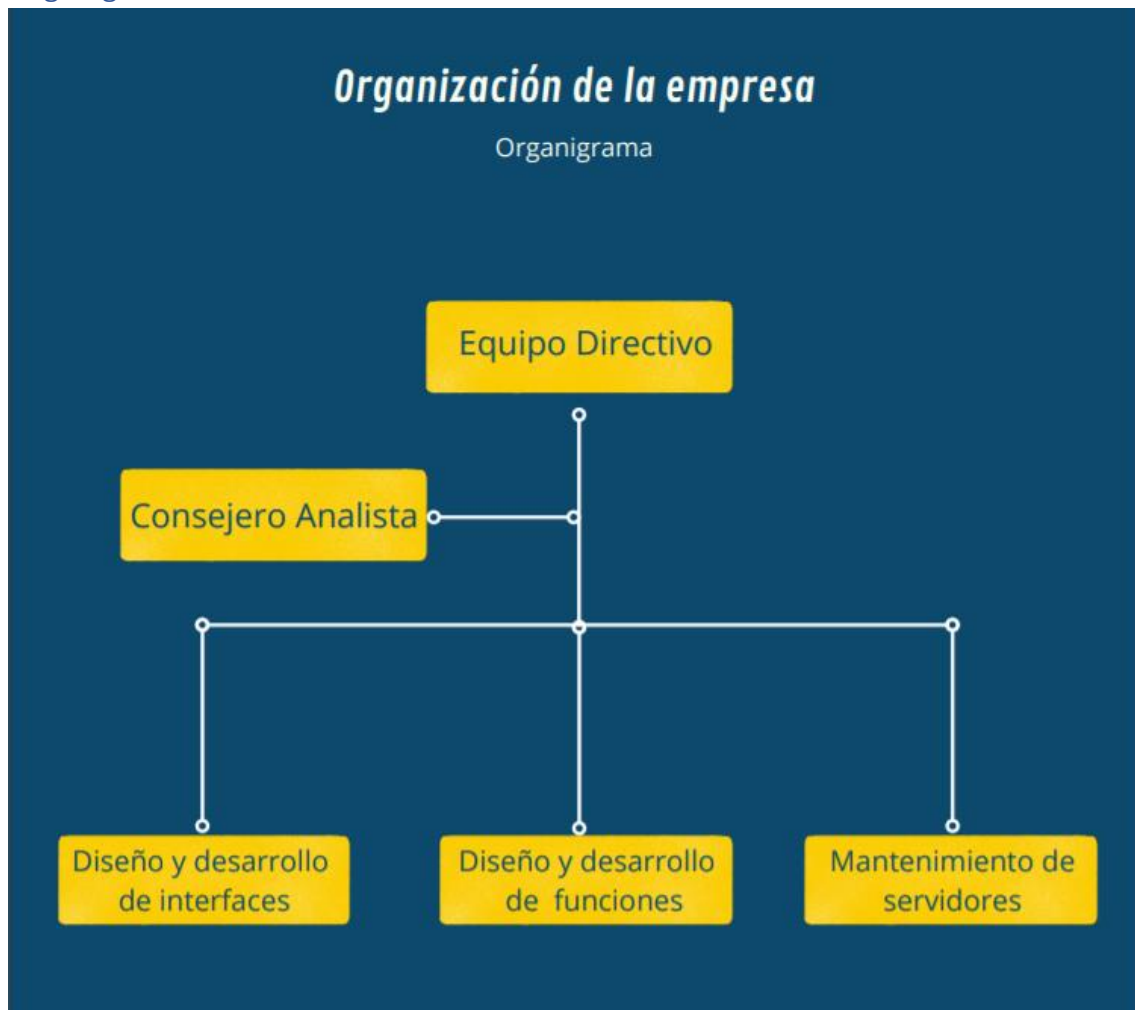 Organización de la empresa
Organigrama
Equipo Directivo
Consejero Analista
Diseño y desarrollo
de interfaces
Diseño y desarrollo
de funciones
Mantenimiento de
servidores